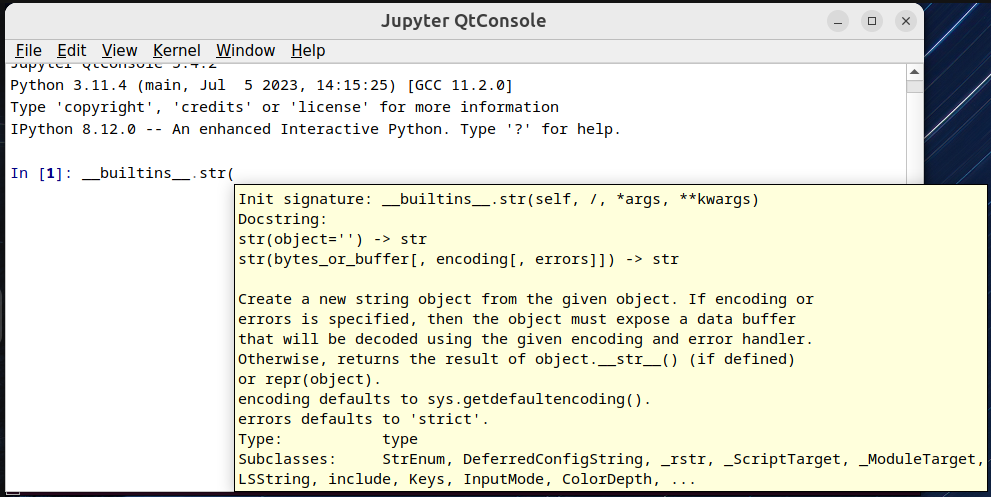 Jupyter QtConsole
File Edit View Kernel Window Help
Jupyter QtConsole 5.4.2
Python 3.11.4 (main, Jul  5 2023, 14:15:25) [GCC 11.2.0]
Type 'copyright', 'credits' or 'license' for more information
IPython 8.12.0 -- An enhanced Interactive Python. Type '?' for help.
In [1]: __builtins__.str(
Init signature: __builtins__.str(self, /, *args, **kwargs)
Docstring:
str(object='') -> str
str(bytes_or_buffer[, encoding[, errors]]) -> str
Create a new string object from the given object. If encoding or
errors is specified, then the object must expose a data buffer
that will be decoded using the given encoding and error handler.
Otherwise, returns the result of object.__str__() (if defined)
or repr(object).
encoding defaults to sys.getdefaultencoding().
errors defaults to 'strict'.
Type:           type
Subclasses:     StrEnum, DeferredConfigString, _rstr, _ScriptTarget, _ModuleTarget,
LSString, include, Keys, InputMode, ColorDepth, ...